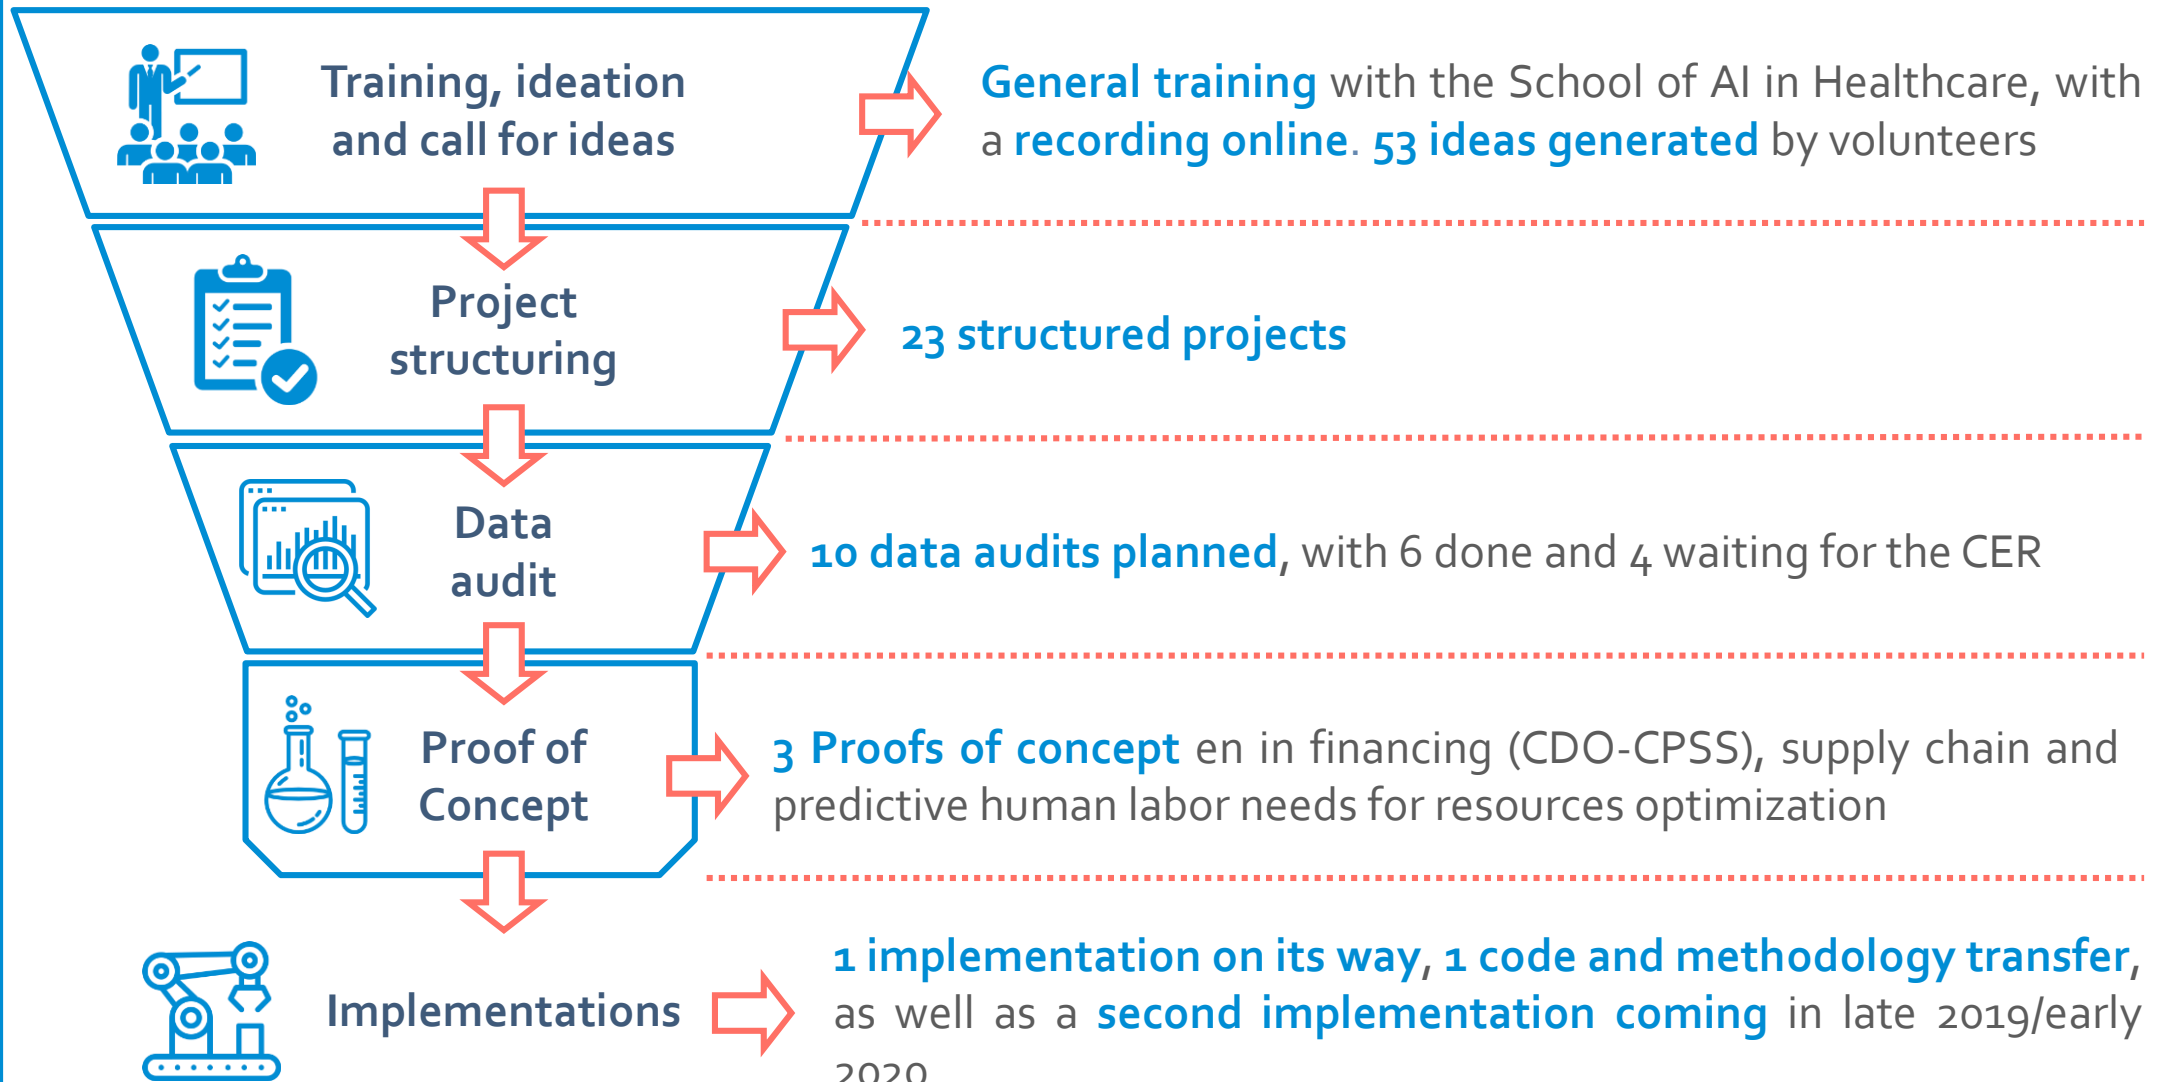 Training, ideation
and call for ideas
General training with the School of AI in Healthcare, with
a recording online. 53 ideas generated by volunteers
Project
structuring
23 structured projects
Data
audit
10 data audits planned, with 6 done and 4 waiting for the CER
Proof of
Concept
3 Proofs of concept en in financing (CDO-CPSS), supply chain and
predictive human labor needs for resources optimization
Implementations
1 implementation on its way, 1 code and methodology transfer,
as well as a second implementation coming in late 2019/early
2020